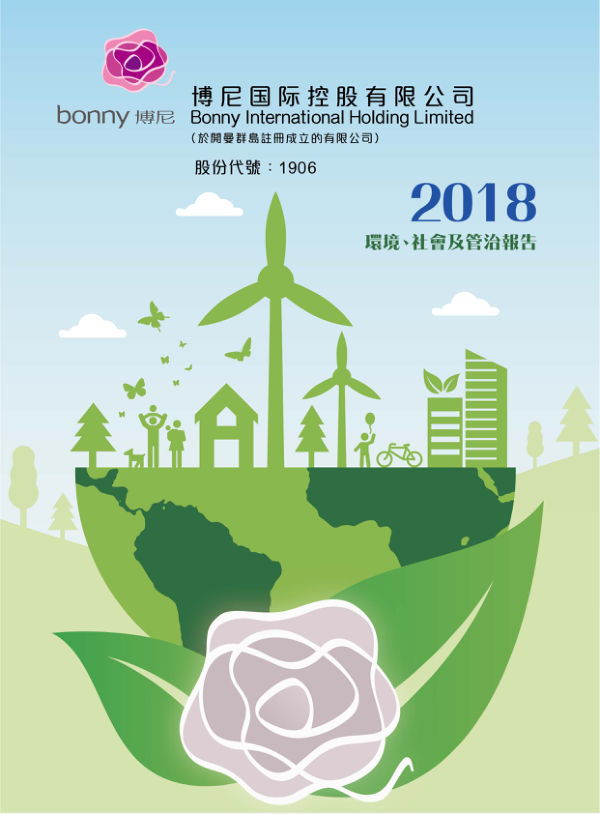 bonny 博尼
博尼国际控股有限公司
Bonny International Holding Limited
(於開曼群島註冊成立的有限公司)
股份代號：1906
2018
環境、社會及管治報告